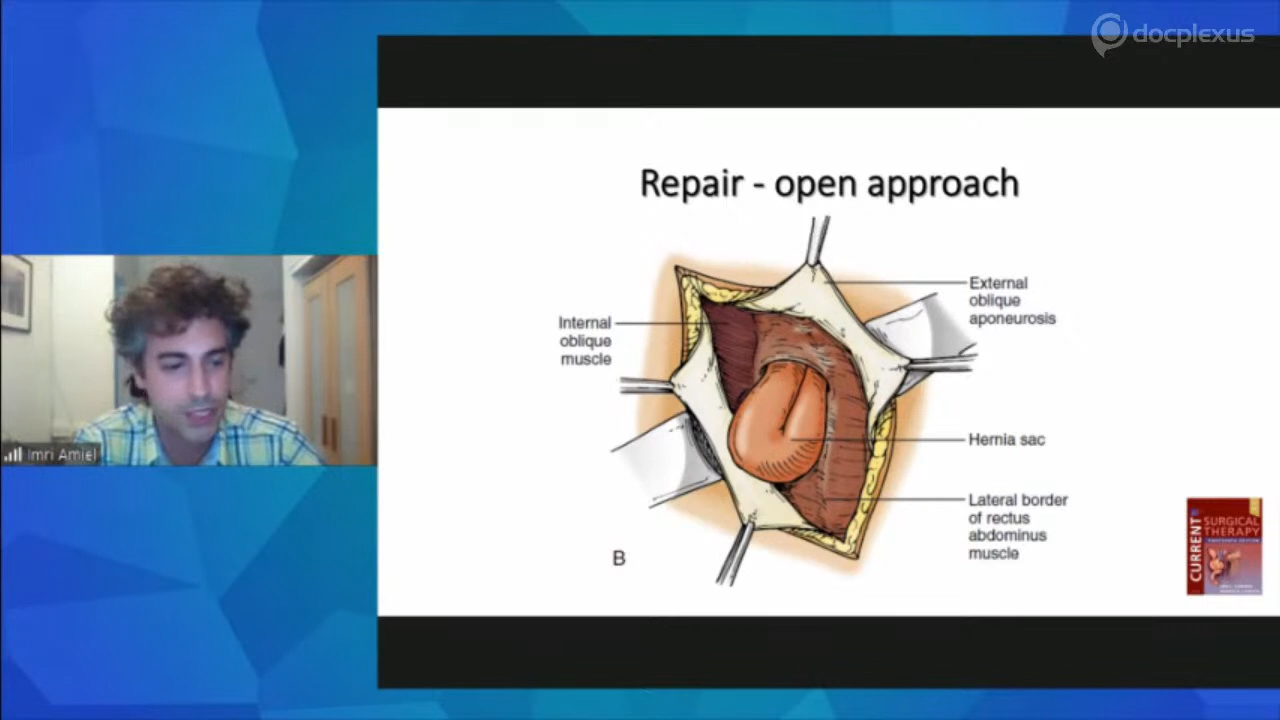 docplexus
Repair - open approach
External
oblique
aponeurosis
Internal
oblique
muscle
Hernia sac
Lateral border
of rectus
abdominus
muscle
B
Imri Amiel
CURRENT
SURGICAL
THERAPY